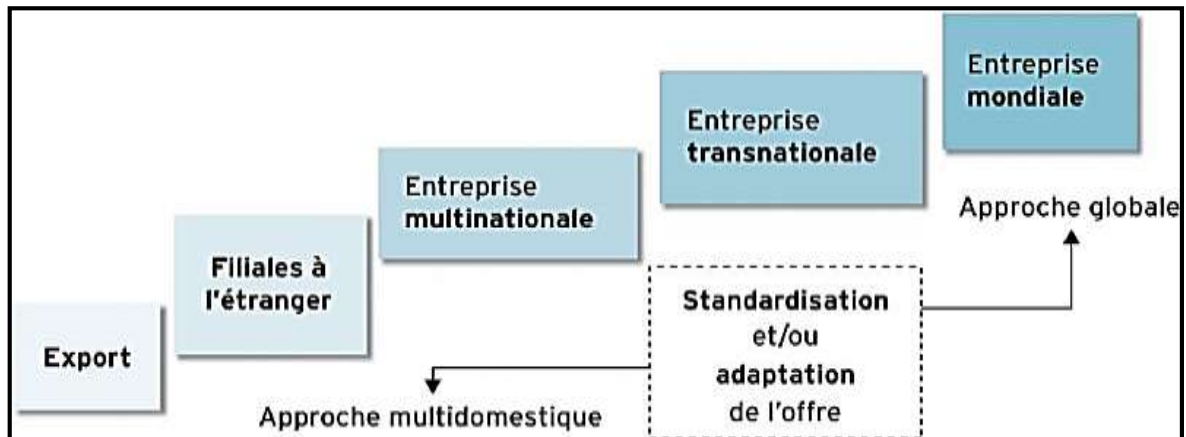 Export
Filiales à
l'étranger
Entreprise
multinationale
Entreprise
transnationale
Entreprise
mondiale
Approche globale
Standardisation
et/ou
adaptation
de l'offre
Approche multidomestique